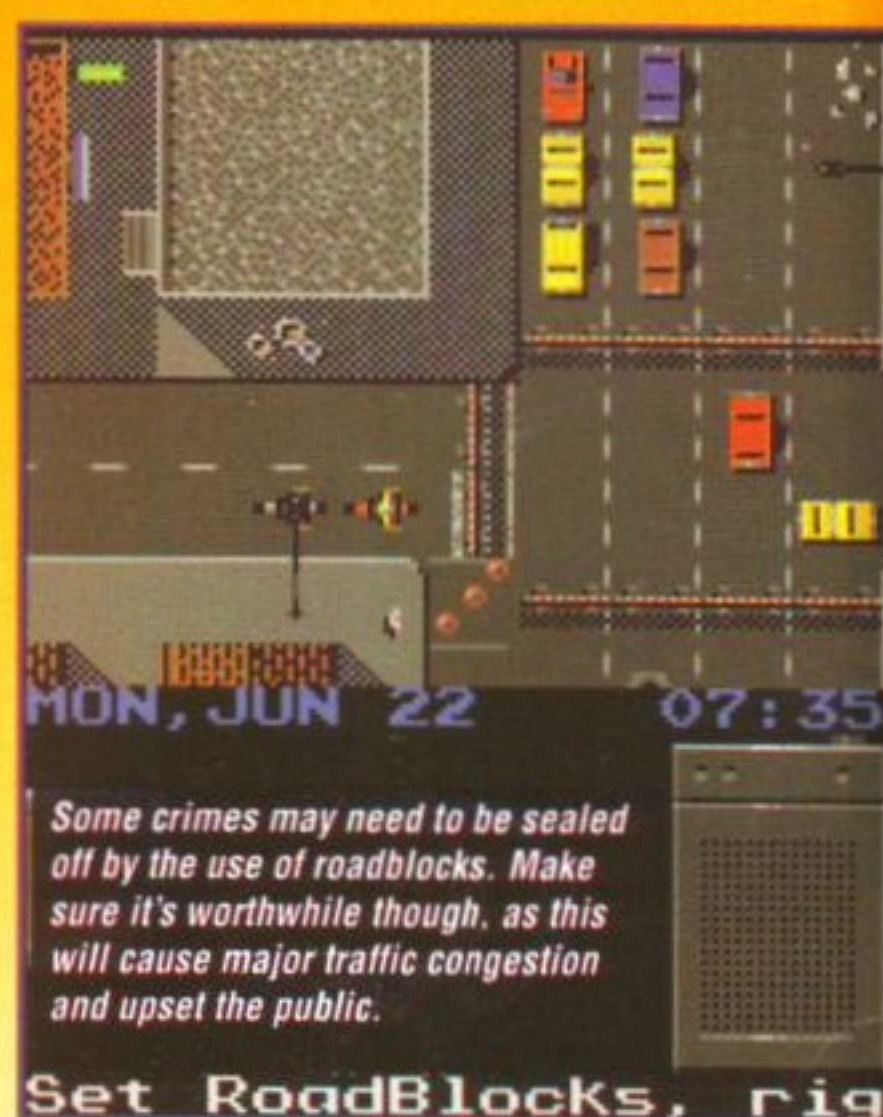 MON, JUN 22 07:35
Some crimes may need to be sealed
off by the use of roadblocks. Make
sure it's worthwhile though, as this
will cause major traffic congestion
and upset the public.
Set RoadBlocks, rig